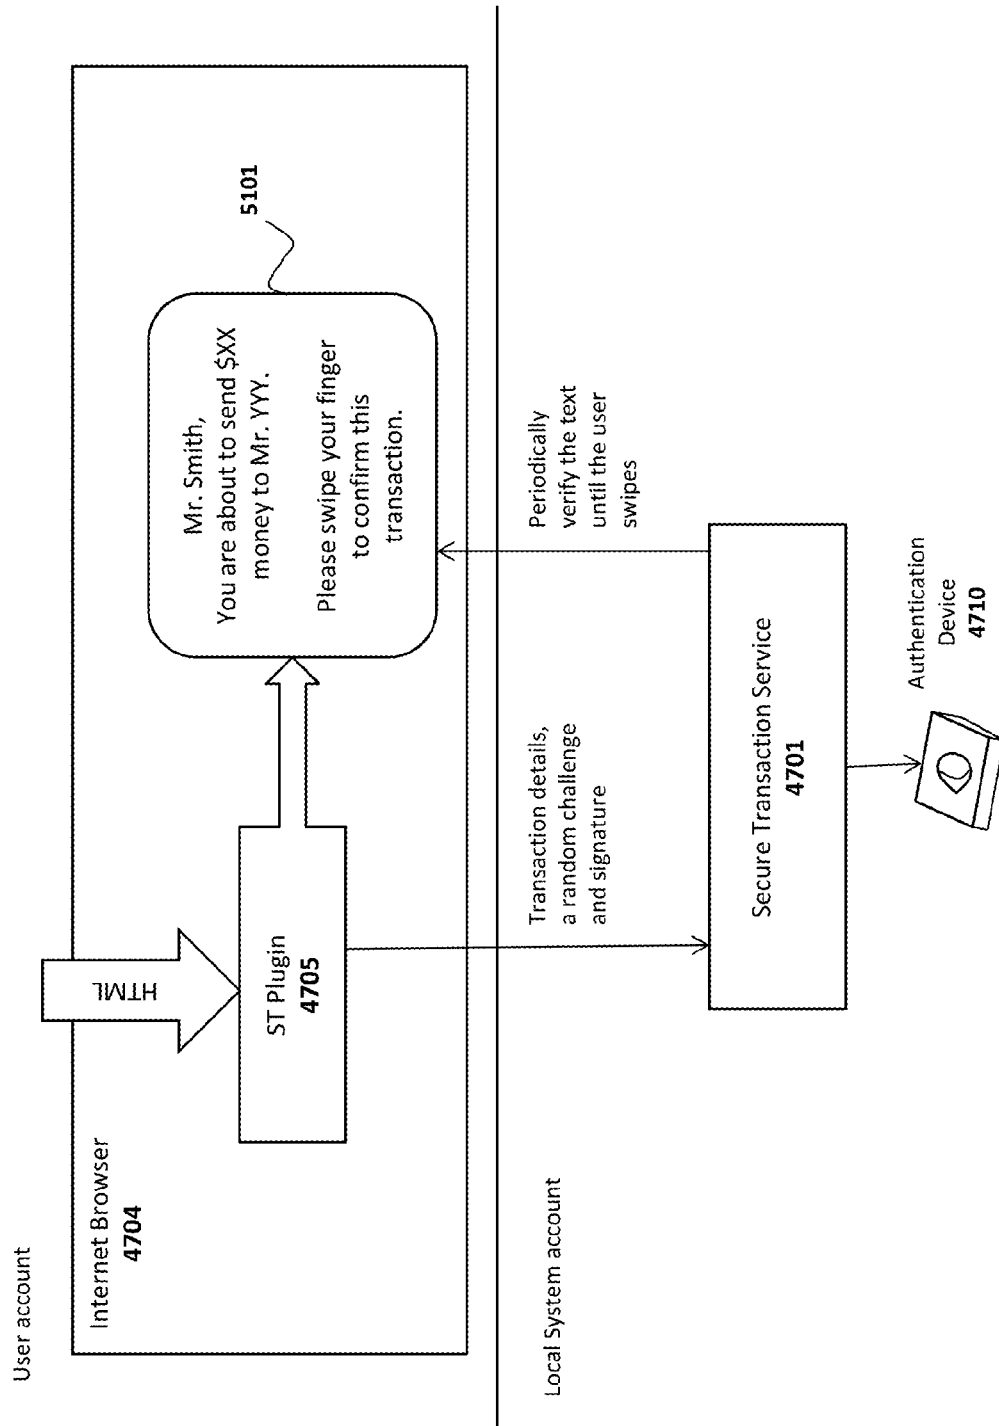 User account
Internet Browser
4704
HTML
ST Plugin
4705
Mr. Smith,
You are about to send $XX
money to Mr. YYY.
Please swipe your finger
to confirm this
transaction.
5101
Transaction details,
a random challenge
and signature
Periodically
verify the text
until the user
swipes
Local System account
Secure Transaction Service
4701
Authentication
Device
4710